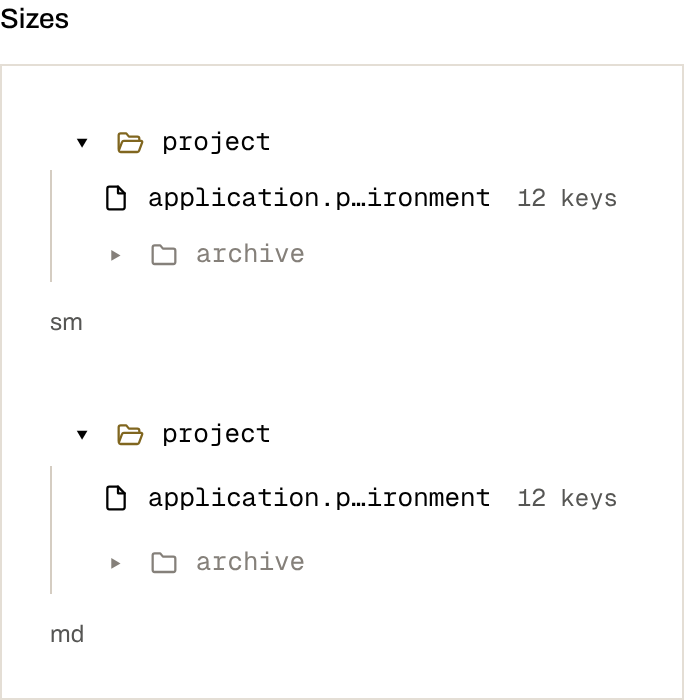 Sizes
project
application.p…ironment 12 keys
archive
sm
project
application.p…ironment 12 keys
archive
md